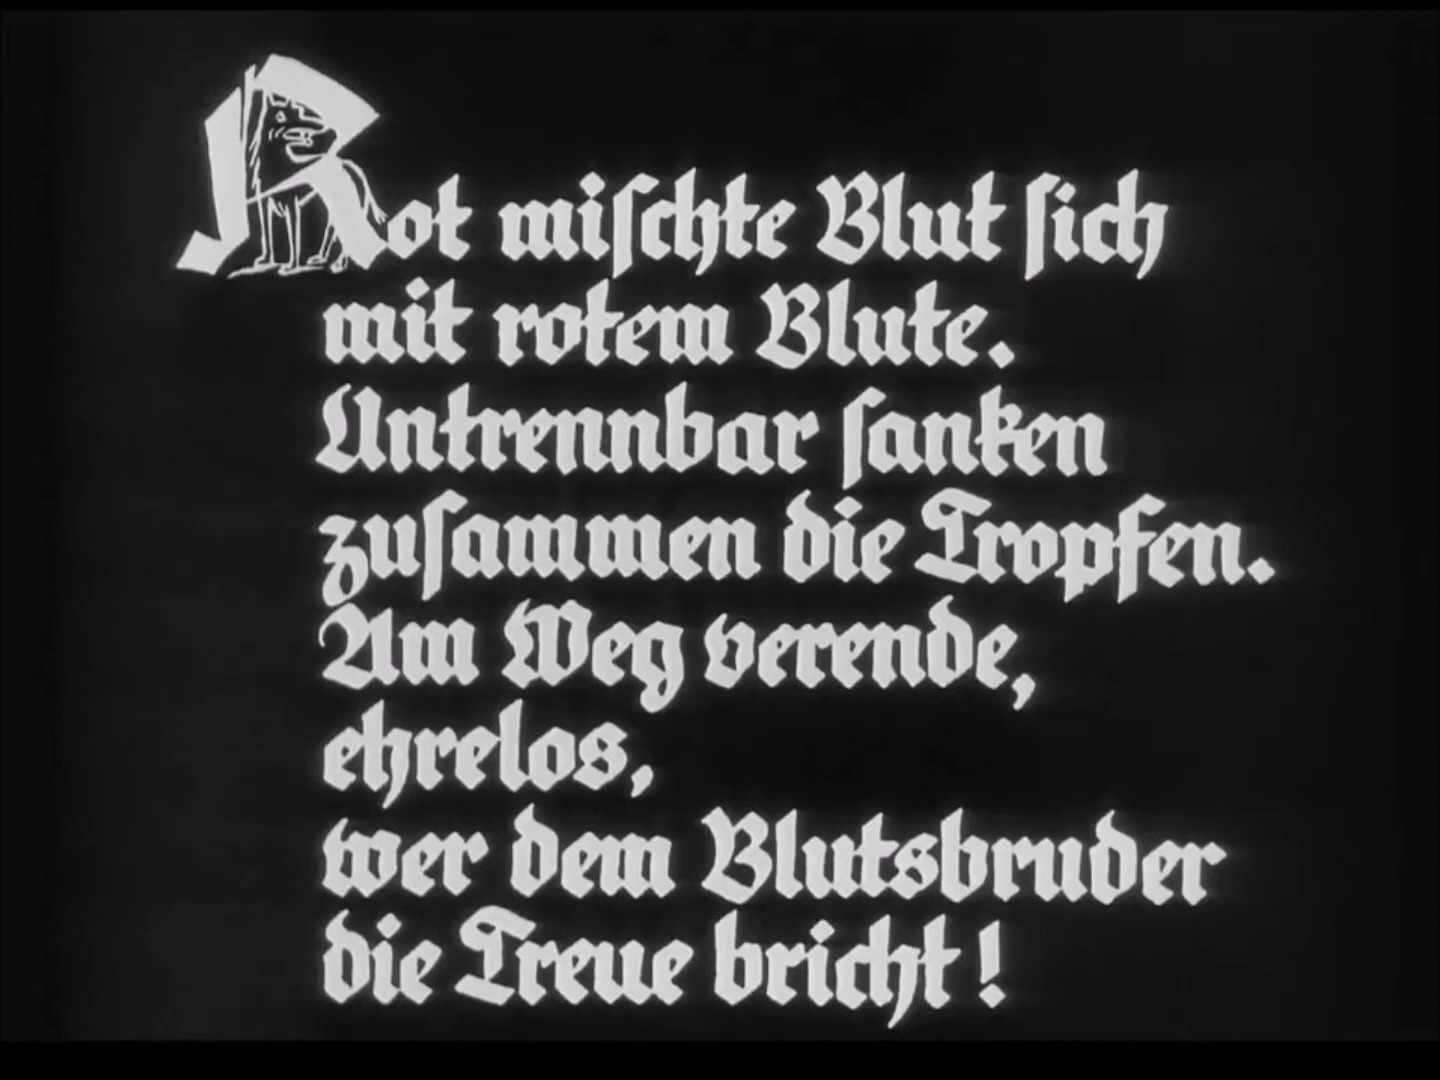 Rot mischte Blut sich
mit rotem Blute.
Untrennbar sanken
zusammen die Tropfen.
Am Weg verende,
ehrelos,
wer dem Blutsbruder
die Treue bricht!